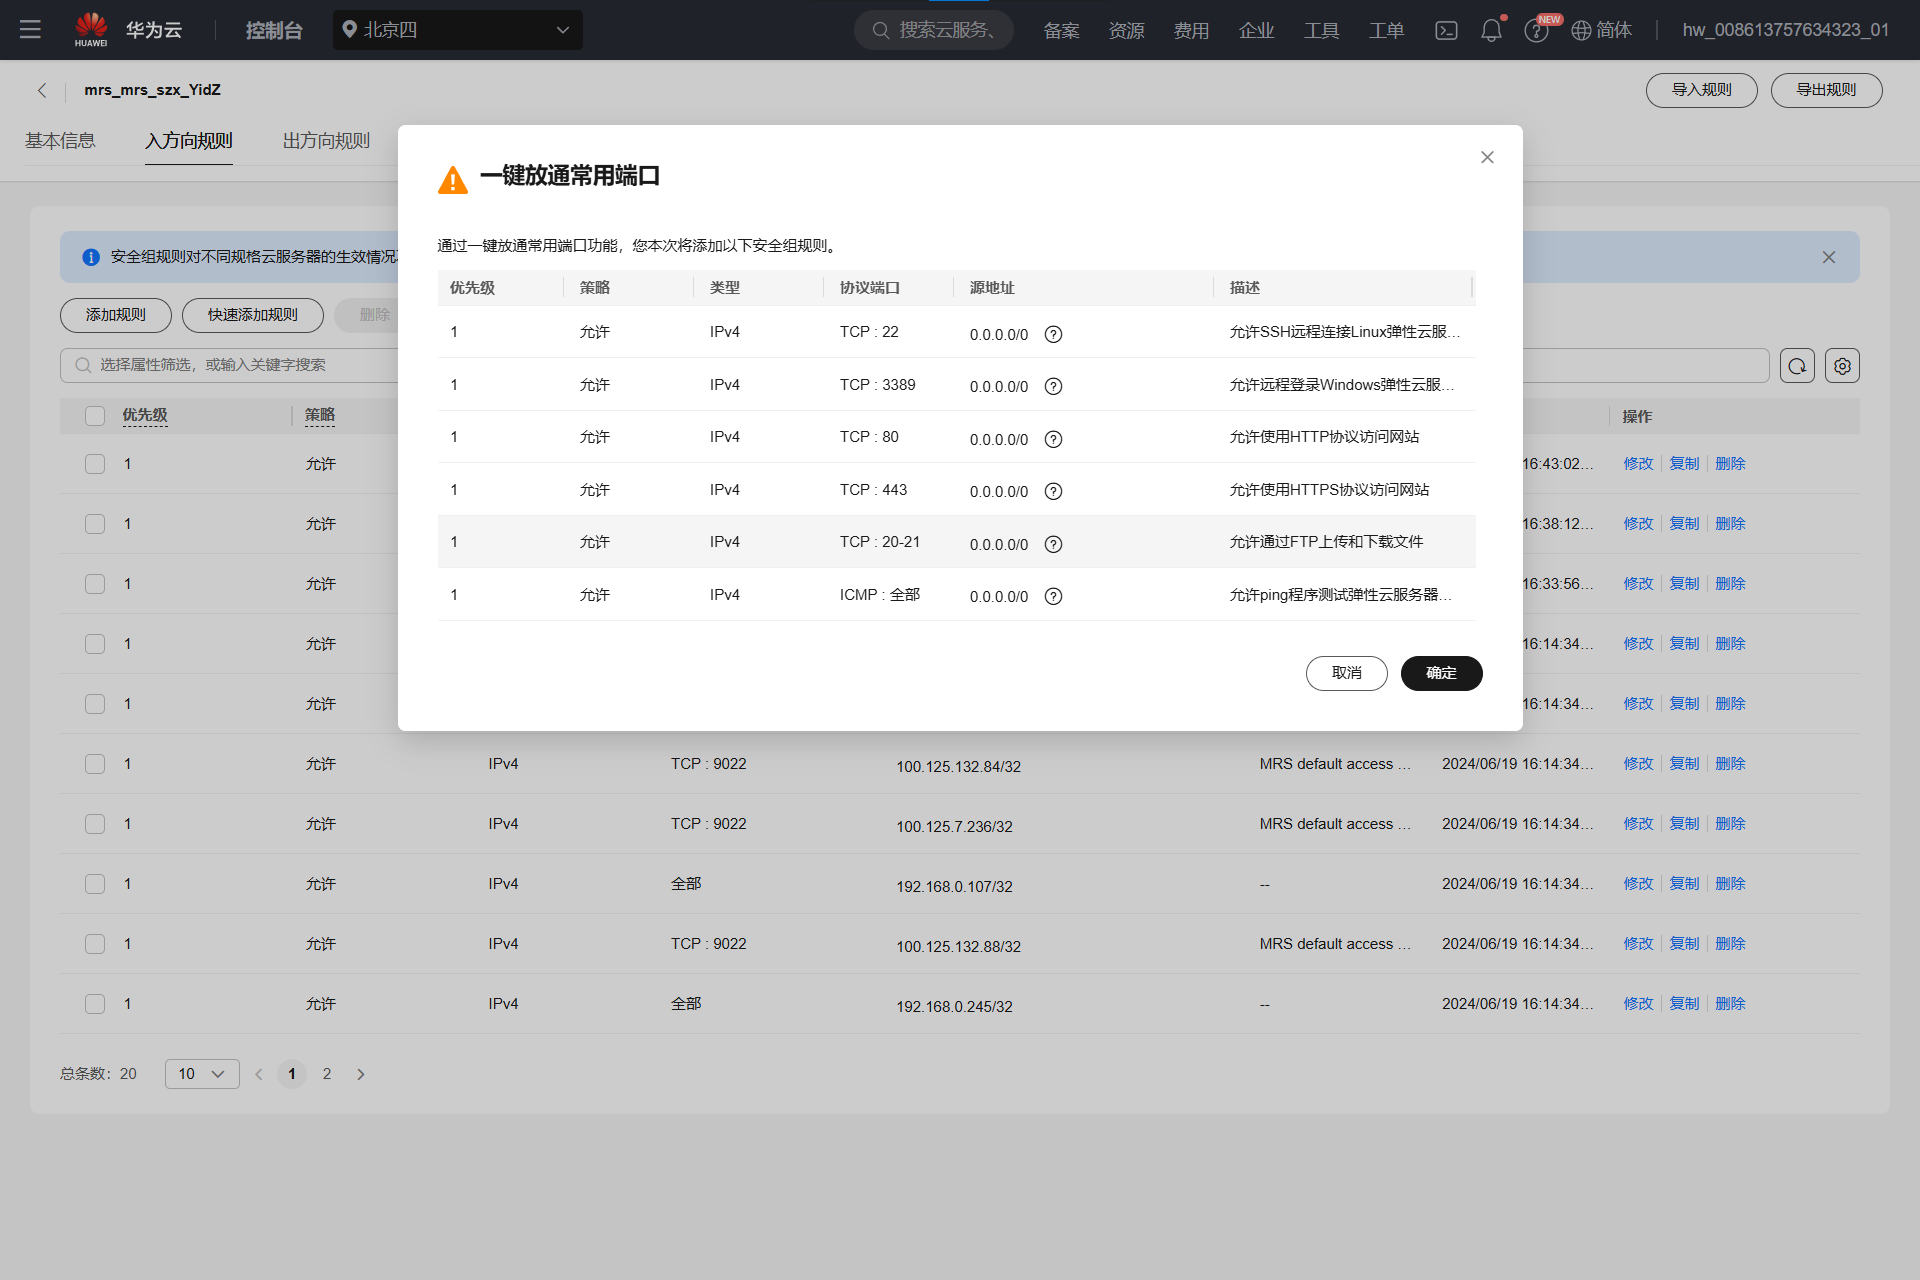 HUAWEI 华为云 控制台 北京四 搜索云服务、 备案 资源 费用 企业 工具 工单 NEW 简体 hw_008613757634323_01
mrs_mrs_szx_YidZ 导入规则 导出规则
基本信息 入方向规则 出方向规则
一键放通常用端口
安全组规则对不同规格云服务器的生效情况
通过一键放通常用端口功能，您本次将添加以下安全组规则。
优先级 策略 类型 协议端口 源地址 描述
1 允许 IPv4 TCP : 22 0.0.0.0/0 允许SSH远程连接Linux弹性云服...
1 允许 IPv4 TCP : 3389 0.0.0.0/0 允许远程登录Windows弹性云服...
1 允许 IPv4 TCP : 80 0.0.0.0/0 允许使用HTTP协议访问网站
1 允许 IPv4 TCP : 443 0.0.0.0/0 允许使用HTTPS协议访问网站
1 允许 IPv4 TCP : 20-21 0.0.0.0/0 允许通过FTP上传和下载文件
1 允许 IPv4 ICMP : 全部 0.0.0.0/0 允许ping程序测试弹性云服务器...
取消 确定
添加规则 快速添加规则 删除
选择属性筛选，或输入关键字搜索
优先级 策略 操作
1 允许 16:43:02... 修改 复制 删除
1 允许 16:38:12... 修改 复制 删除
1 允许 16:33:56... 修改 复制 删除
1 允许 16:14:34... 修改 复制 删除
1 允许 16:14:34... 修改 复制 删除
1 允许 IPv4 TCP : 9022 100.125.132.84/32 MRS default access ... 2024/06/19 16:14:34... 修改 复制 删除
1 允许 IPv4 TCP : 9022 100.125.7.236/32 MRS default access ... 2024/06/19 16:14:34... 修改 复制 删除
1 允许 IPv4 全部 192.168.0.107/32 -- 2024/06/19 16:14:34... 修改 复制 删除
1 允许 IPv4 TCP : 9022 100.125.132.88/32 MRS default access ... 2024/06/19 16:14:34... 修改 复制 删除
1 允许 IPv4 全部 192.168.0.245/32 -- 2024/06/19 16:14:34... 修改 复制 删除
总条数：20 10 1 2